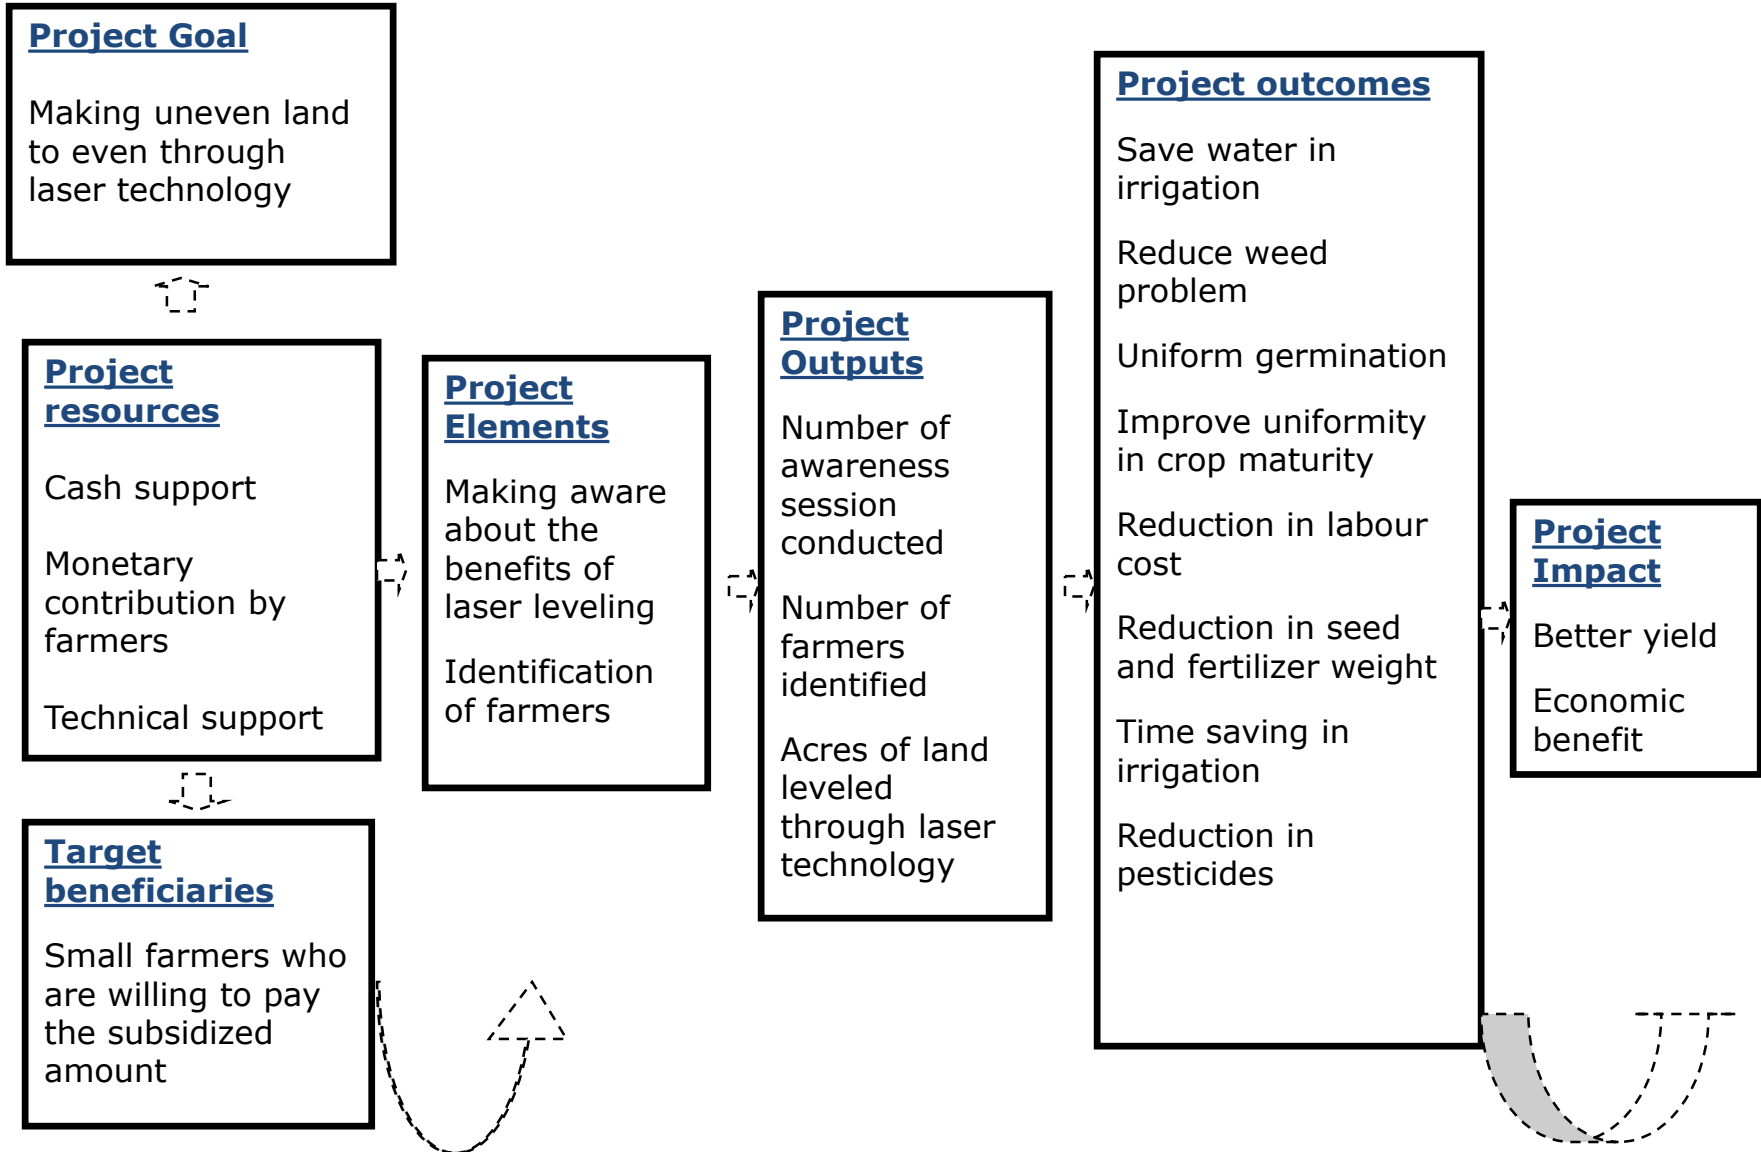 Project Goal
Making uneven land
to even through
laser technology
Project
resources
Cash support
Monetary
contribution by
farmers
Technical support
Target
beneficiaries
Small farmers who
are willing to pay
the subsidized
amount
Project
Elements
Making aware
about the
benefits of
laser leveling
Identification
of farmers
Project
Outputs
Number of
awareness
session
conducted
Number of
farmers
identified
Acres of land
leveled
through laser
technology
Project outcomes
Save water in
irrigation
Reduce weed
problem
Uniform germination
Improve uniformity
in crop maturity
Reduction in labour
cost
Reduction in seed
and fertilizer weight
Time saving in
irrigation
Reduction in
pesticides
Project
Impact
Better yield
Economic
benefit